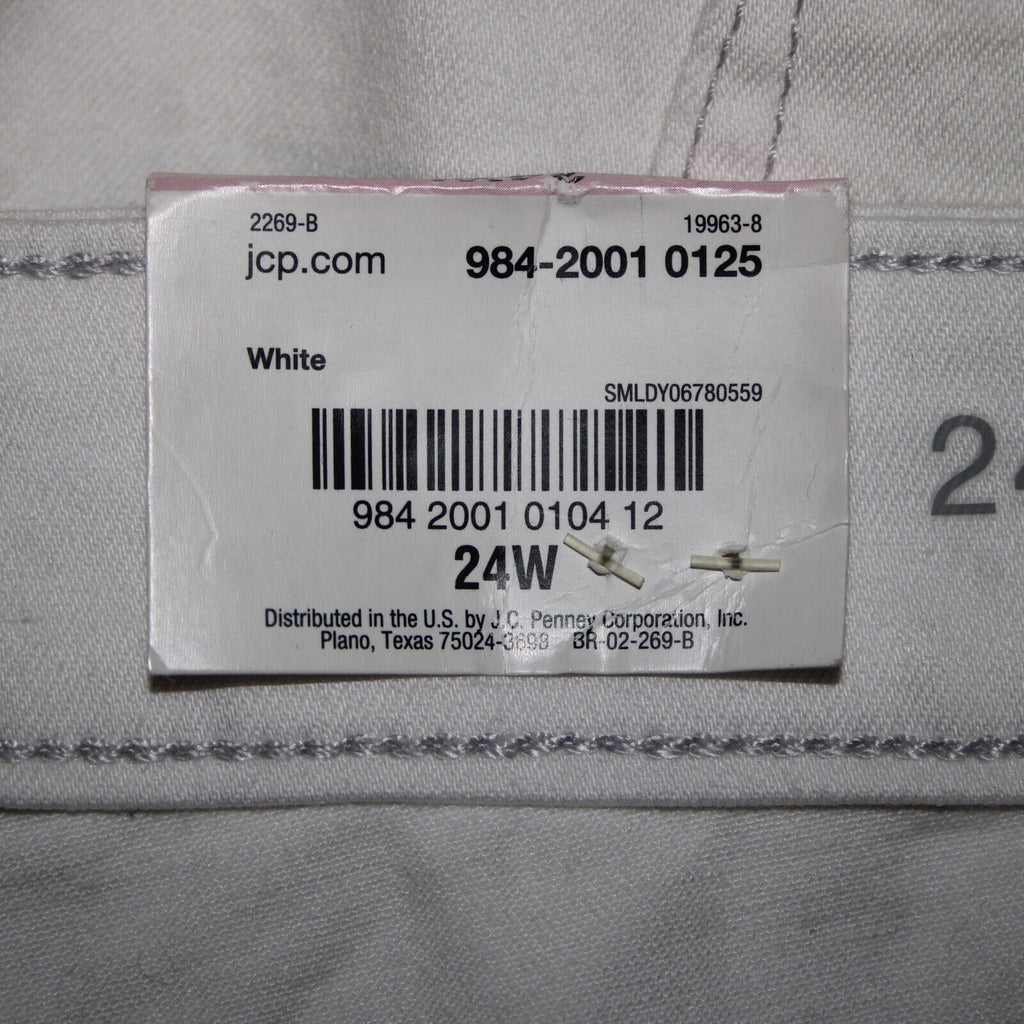 2269-B 19963-8
jcp.com 984-2001 0125
White
SMLDY06780559
984 2001 0104 12
24W
Distributed in the U.S. by J.C. Penney Corporation, Inc.
Plano, Texas 75024-3698 BR-02-269-B
24